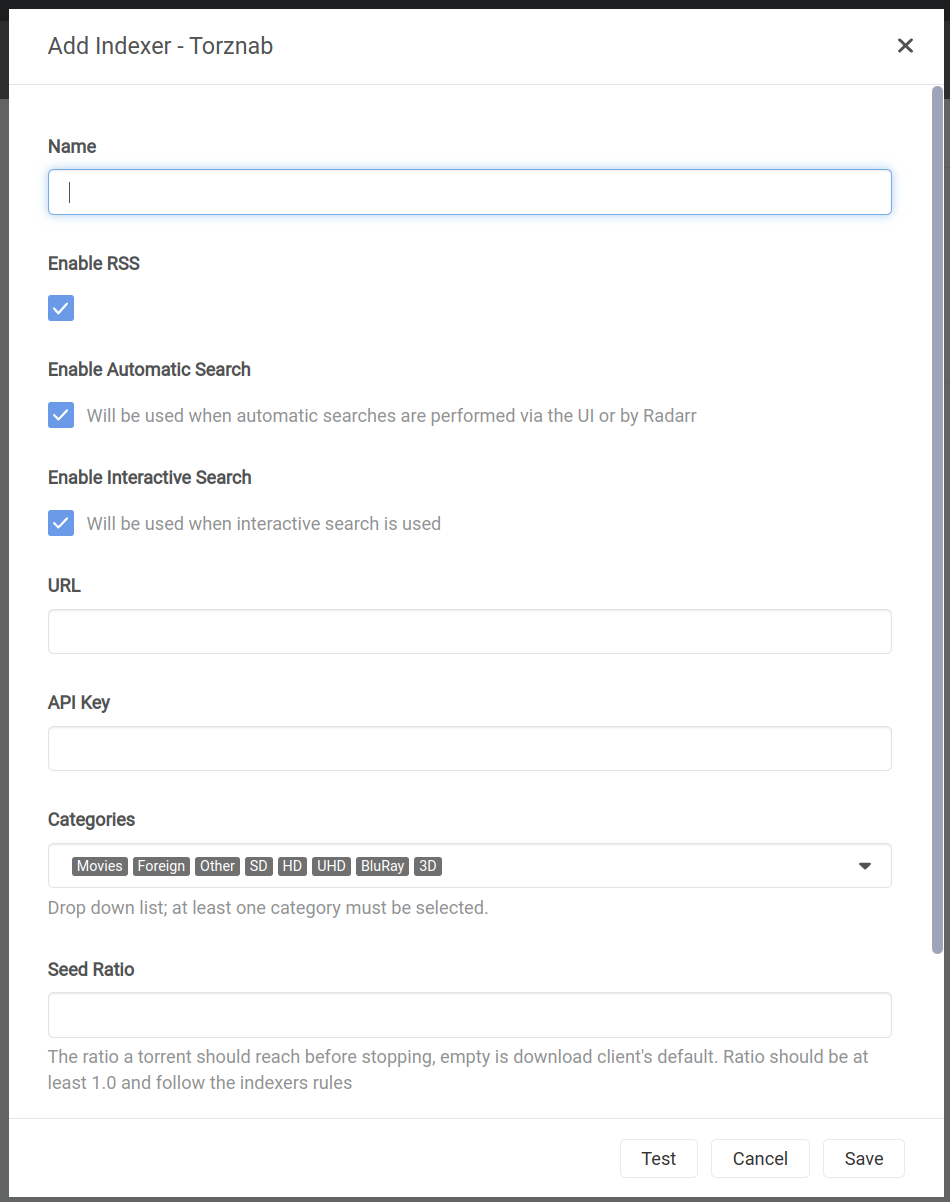 Add Indexer - Torznab
Name
Enable RSS
Enable Automatic Search
Will be used when automatic searches are performed via the UI or by Radarr
Enable Interactive Search
Will be used when interactive search is used
URL
API Key
Categories
Movies Foreign Other SD HD UHD BluRay 3D
Drop down list; at least one category must be selected.
Seed Ratio
The ratio a torrent should reach before stopping, empty is download client's default. Ratio should be at
least 1.0 and follow the indexers rules
Test Cancel Save